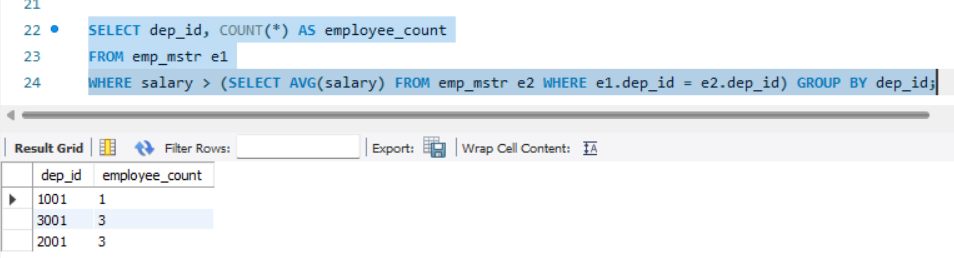 21
22 SELECT dep_id, COUNT(*) AS employee_count
23 FROM emp_mstr e1
24 WHERE salary > (SELECT AVG(salary) FROM emp_mstr e2 WHERE e1.dep_id = e2.dep_id) GROUP BY dep_id;
Result Grid Filter Rows: Export: Wrap Cell Content: IA
dep_id employee_count
1001 1
3001 3
2001 3